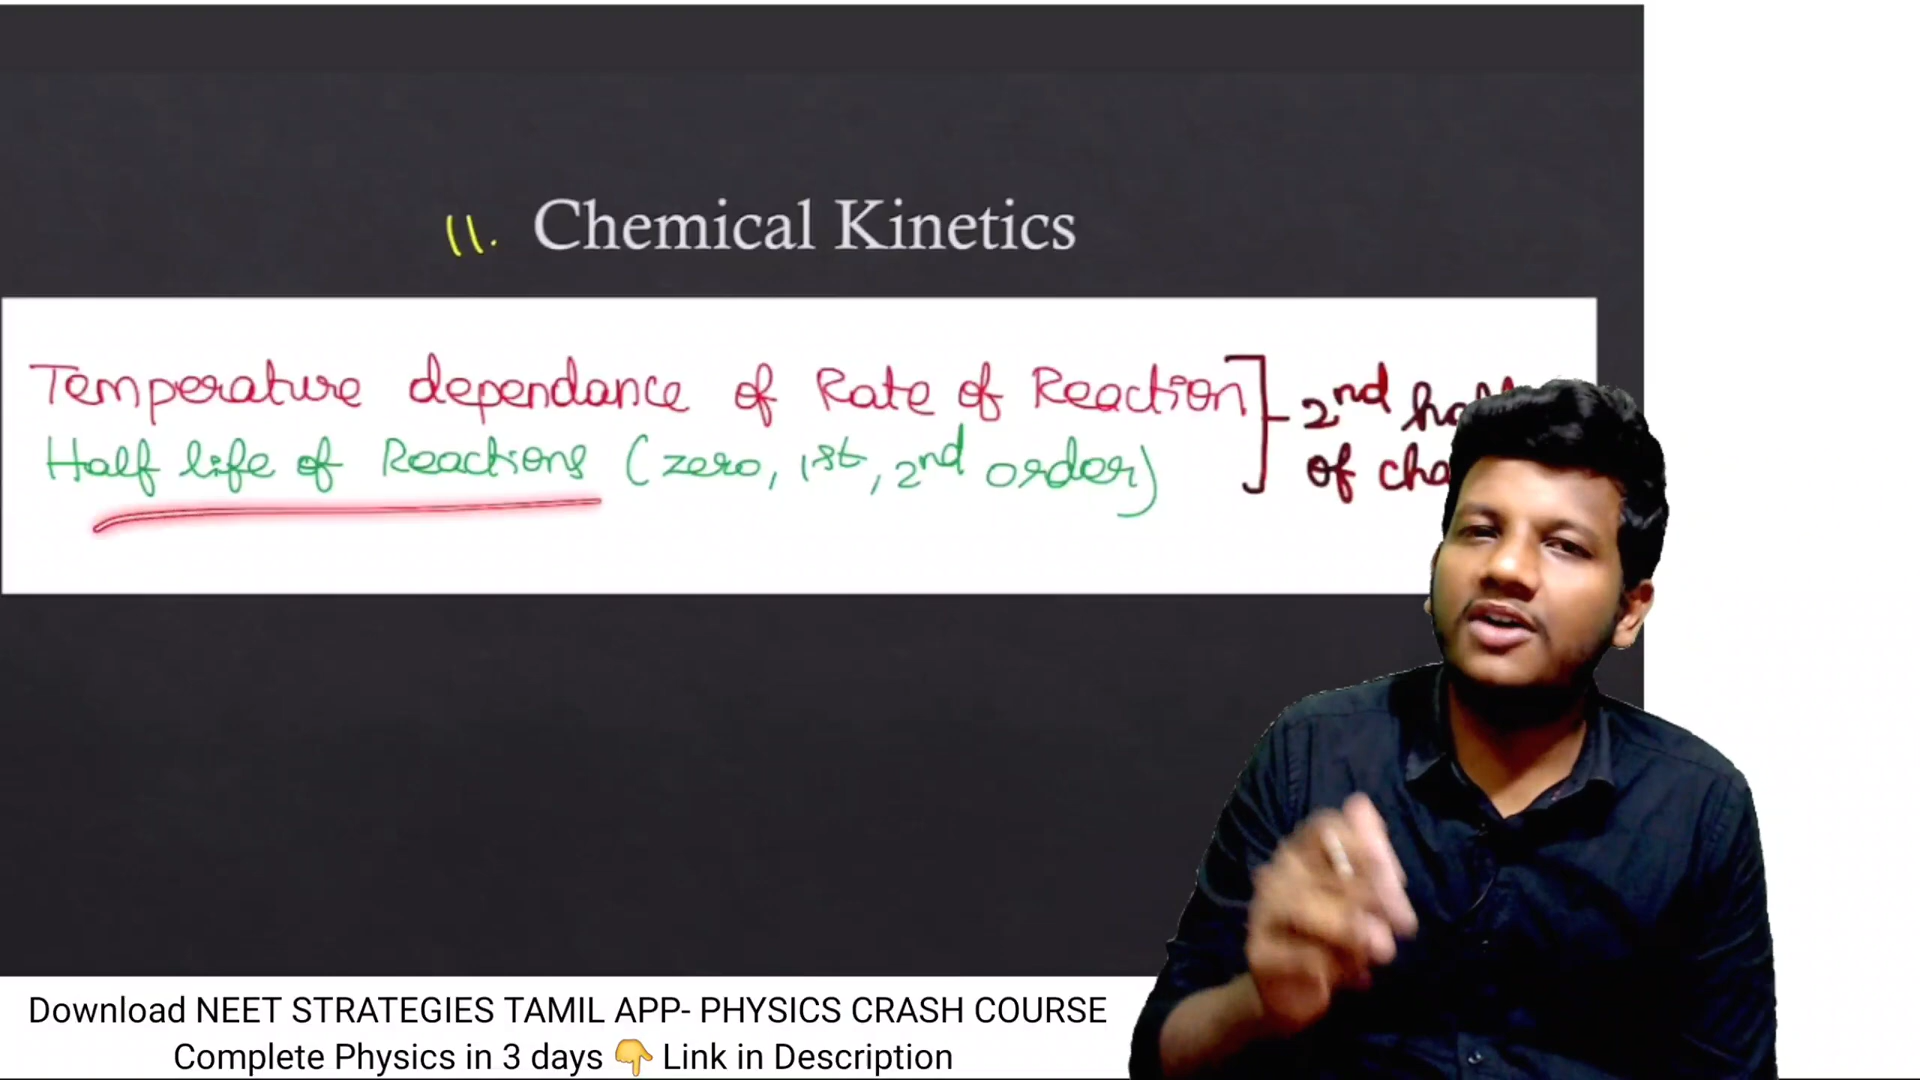 11. Chemical Kinetics
Temperature dependance of Rate of Reaction
Half life of Reactions (zero, 1st, 2nd order)
2nd
of
Download NEET STRATEGIES TAMIL APP- PHYSICS CRASH COURSE
Complete Physics in 3 days 👇 Link in Description